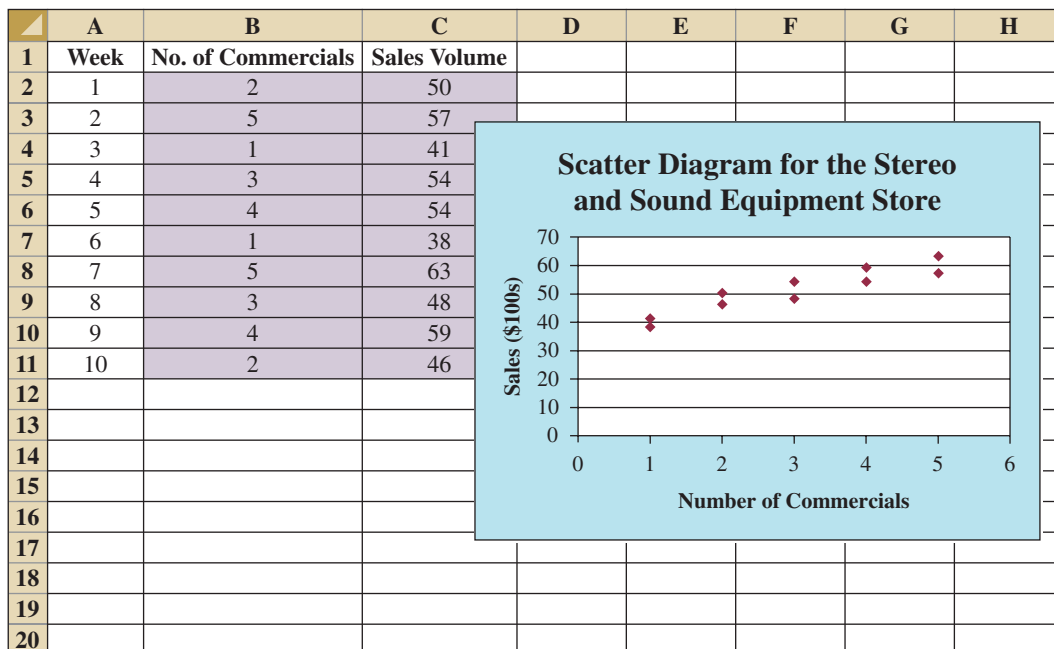 A B C D E F G H
1 Week No. of Commercials Sales Volume
2 1 2 50
3 2 5 57
4 3 1 41
5 4 3 54
6 5 4 54
7 6 1 38
8 7 5 63
9 8 3 48
10 9 4 59
11 10 2 46
12
13
14
15
16
17
18
19
20
Scatter Diagram for the Stereo
and Sound Equipment Store
70
60
50
40
30
20
10
0
Sales ($100s)
0 1 2 3 4 5 6
Number of Commercials